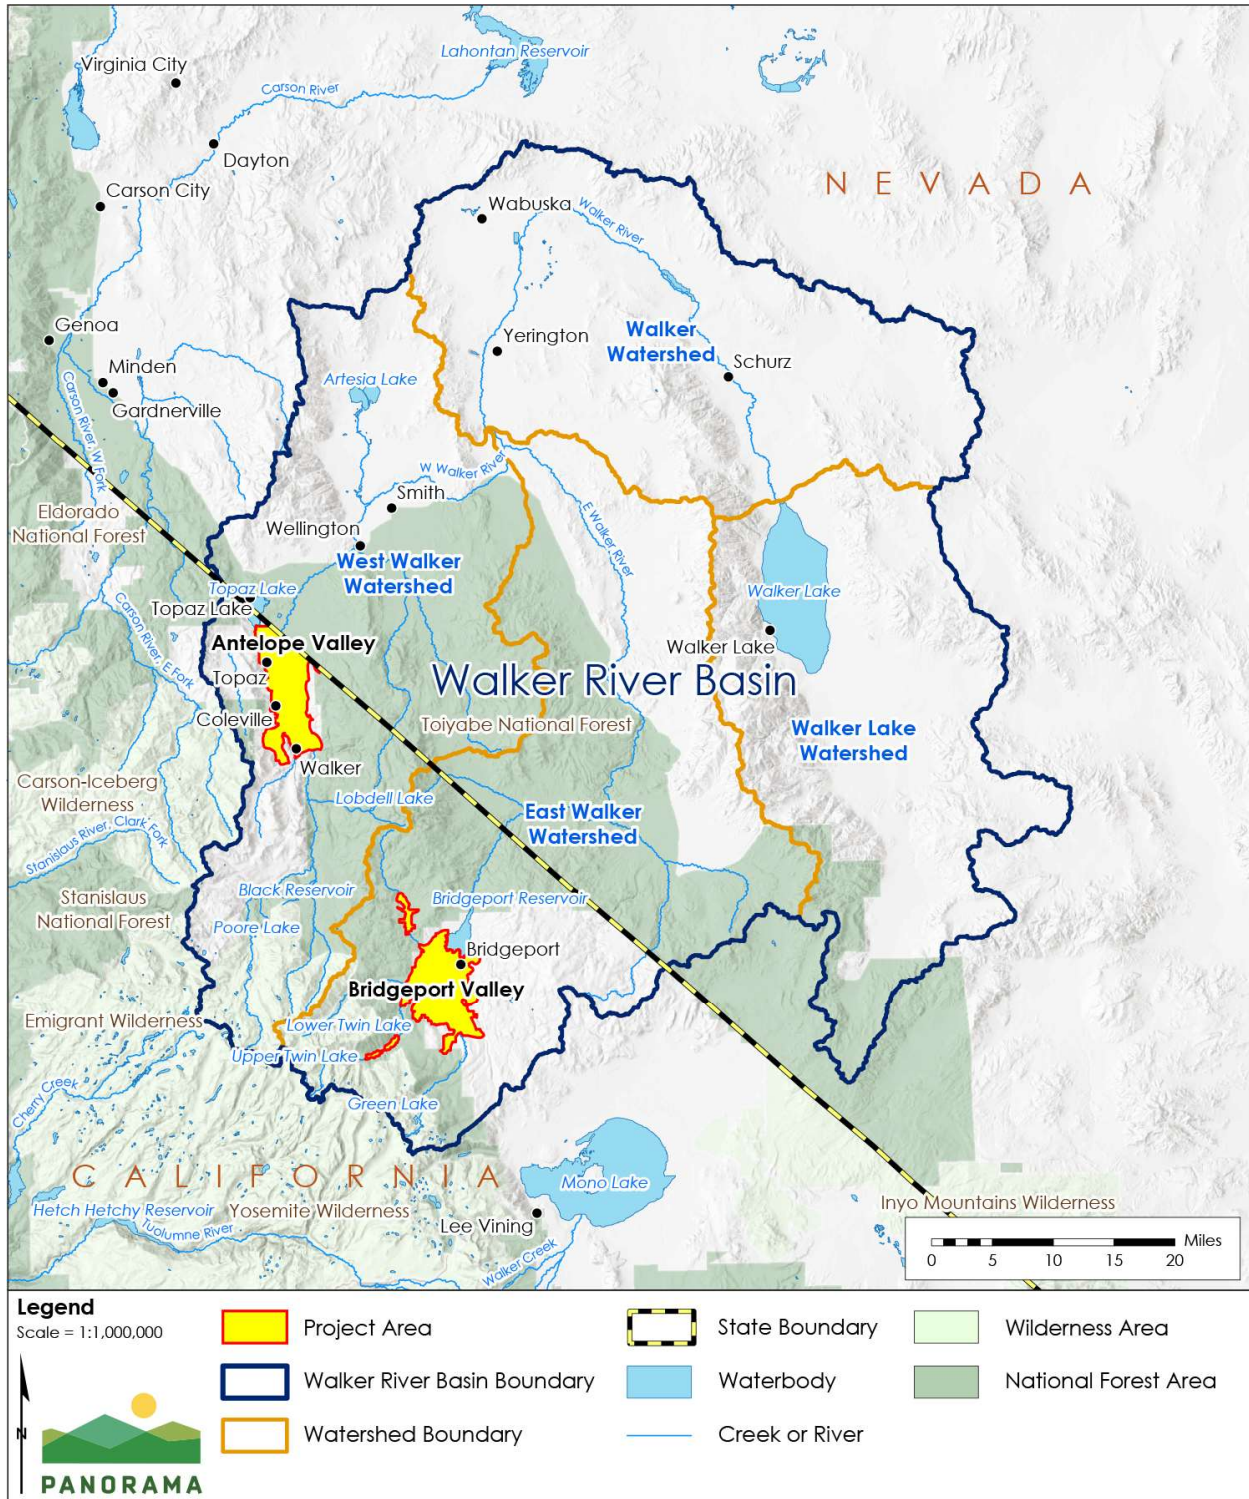 Lahontan Reservoir
Virginia City
Carson River
Dayton
NEVADA
Carson City
Wabuska
Walker River
Genoa
Yerington
Walker
Watershed
Schurz
Minden
Artesia Lake
Gardnerville
Carson River, W Fork
W Walker River
Smith
Eldorado
National Forest
Wellington
E Walker River
West Walker
Watershed
Topaz Lake
Walker Lake
Topaz Lake
Carson River, E Fork
Antelope Valley
Walker Lake
Topaz
Walker River Basin
Coleville
Toiyabe National Forest
Walker Lake
Watershed
Walker
Carson-Iceberg
Wilderness
Lobdell Lake
East Walker
Watershed
Stanislaus River, Clark Fork
Black Reservoir
Bridgeport Reservoir
Stanislaus
National Forest
Poore Lake
Bridgeport
Bridgeport Valley
Emigrant Wilderness
Lower Twin Lake
Upper Twin Lake
Cherry Creek
Green Lake
CALIFORNIA
Mono Lake
Hetch Hetchy Reservoir
Yosemite Wilderness
Inyo Mountains Wilderness
Tuolumne River
Lee Vining
Walker Creek
Miles
0 5 10 15 20
Legend
Scale = 1:1,000,000
Project Area
State Boundary
Wilderness Area
Walker River Basin Boundary
Waterbody
National Forest Area
Watershed Boundary
Creek or River
N
PANORAMA